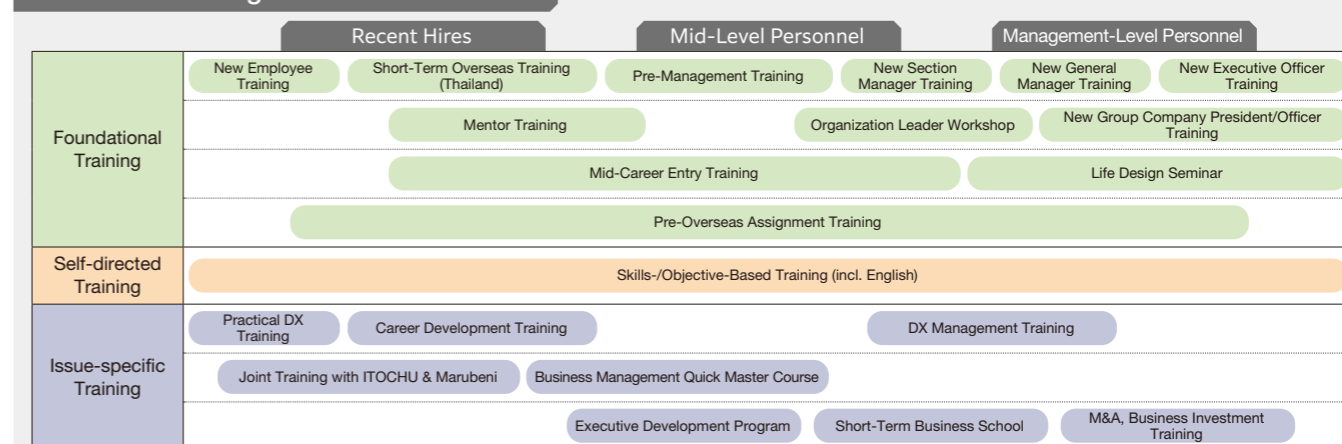 Recent Hires
Mid-Level Personnel
Management-Level Personnel
Foundational
Training
New Employee
Training
Short-Term Overseas Training
(Thailand)
Pre-Management Training
New Section
Manager Training
New General
Manager Training
New Executive Officer
Training
Mentor Training
Organization Leader Workshop
New Group Company President/Officer
Training
Mid-Career Entry Training
Life Design Seminar
Pre-Overseas Assignment Training
Self-directed
Training
Skills-/Objective-Based Training (incl. English)
Issue-specific
Training
Practical DX
Training
Career Development Training
DX Management Training
Joint Training with ITOCHU & Marubeni
Business Management Quick Master Course
Executive Development Program
Short-Term Business School
M&A, Business Investment
Training